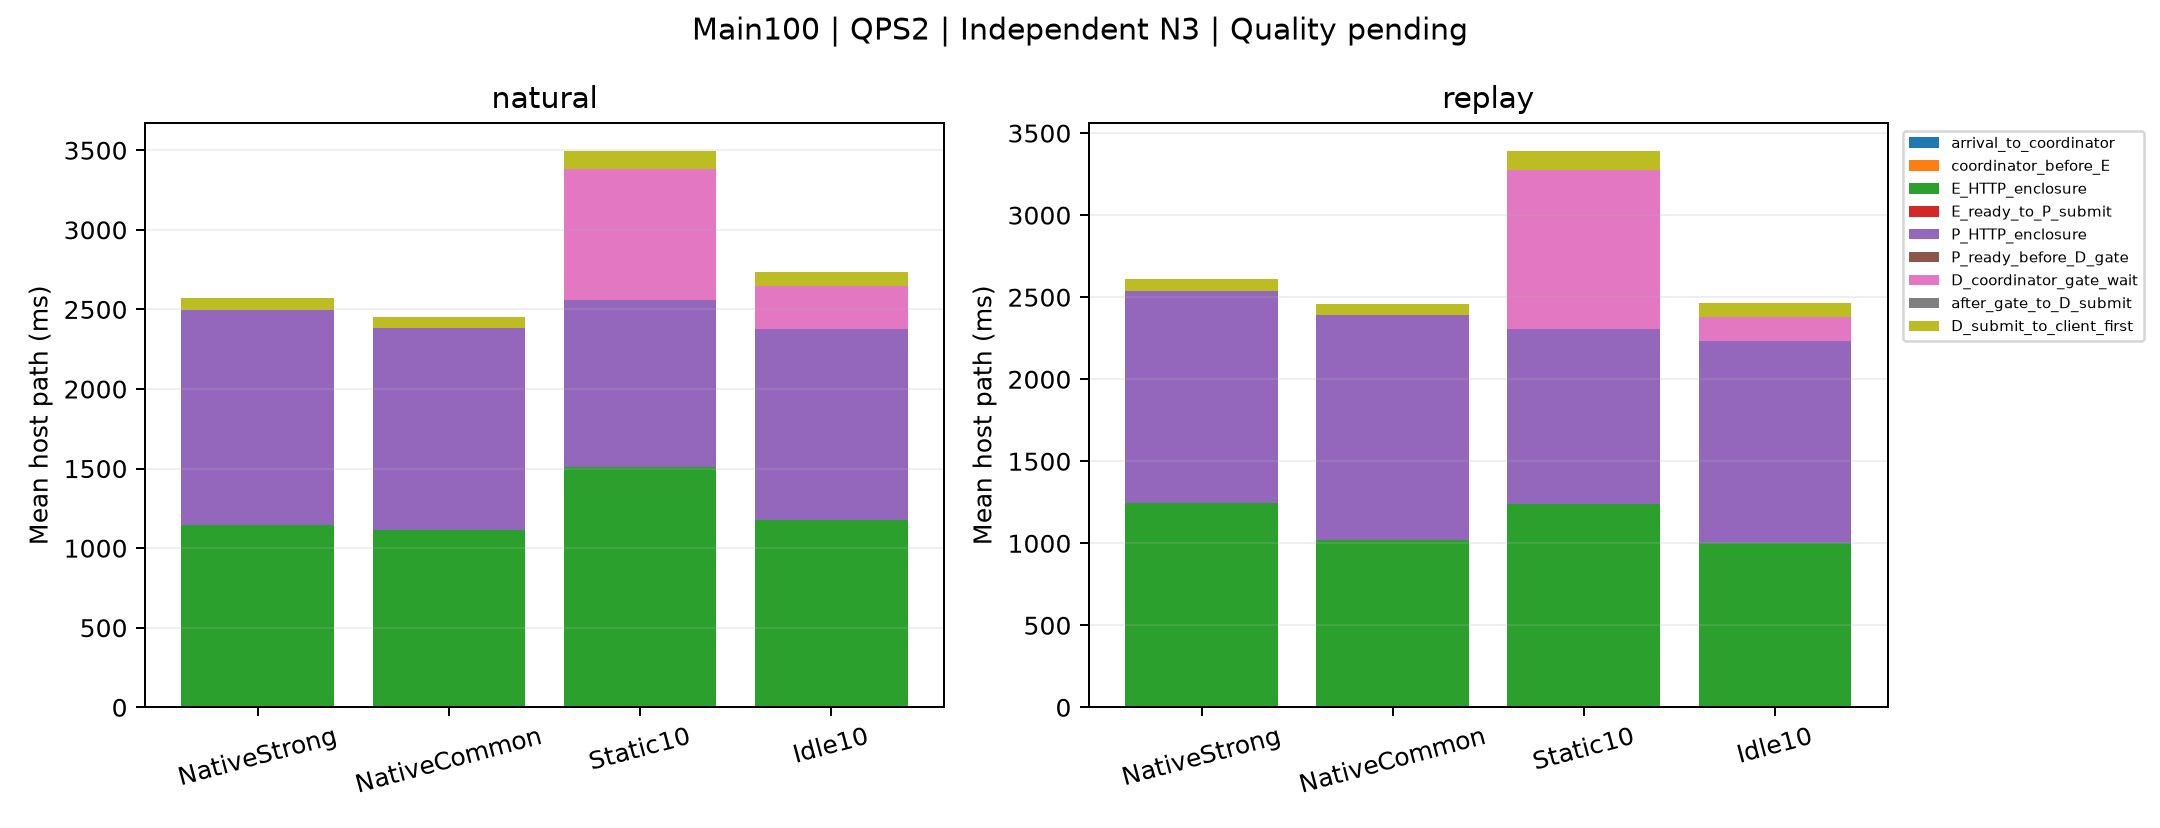 Main100 | QPS2 | Independent N3 | Quality pending
natural
Mean host path (ms)
3500
3000
2500
2000
1500
1000
500
0
NativeStrong
NativeCommon
Static10
Idle10
replay
Mean host path (ms)
3500
3000
2500
2000
1500
1000
500
0
NativeStrong
NativeCommon
Static10
Idle10
arrival_to_coordinator
coordinator_before_E
E_HTTP_enclosure
E_ready_to_P_submit
P_HTTP_enclosure
P_ready_before_D_gate
D_coordinator_gate_wait
after_gate_to_D_submit
D_submit_to_client_first